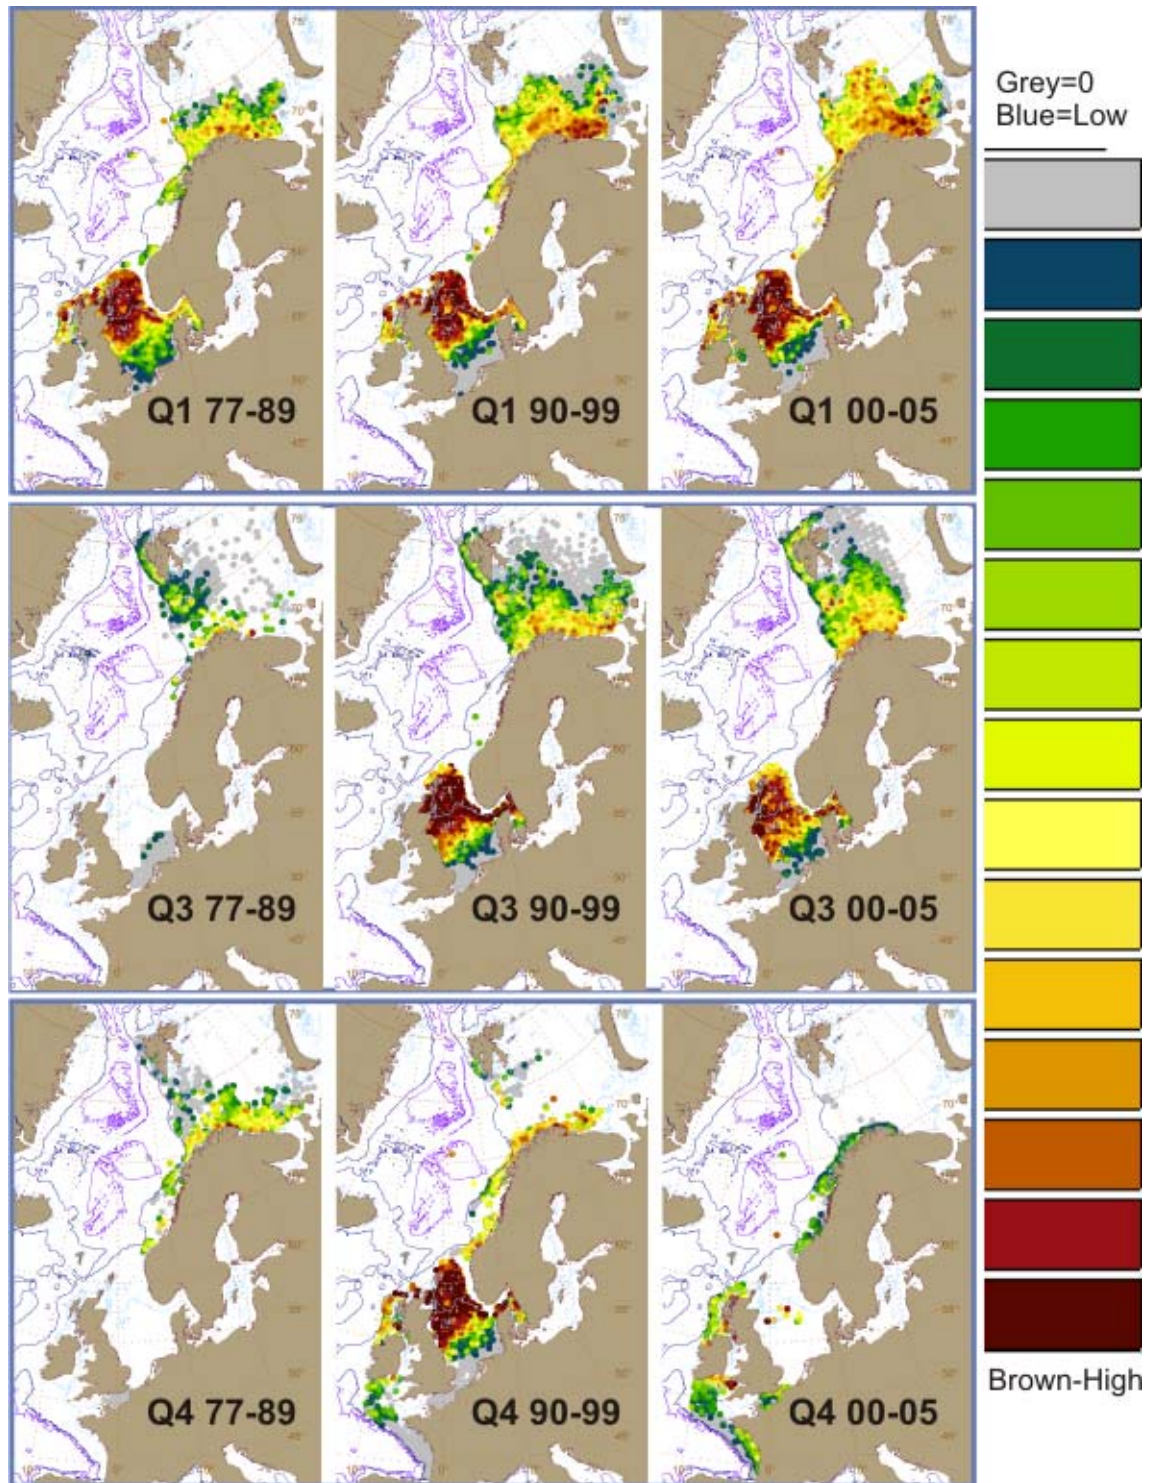 Grey=0
Blue=Low
Q1 77-89
Q1 90-99
Q1 00-05
Q3 77-89
Q3 90-99
Q3 00-05
Q4 77-89
Q4 90-99
Q4 00-05
Brown-High